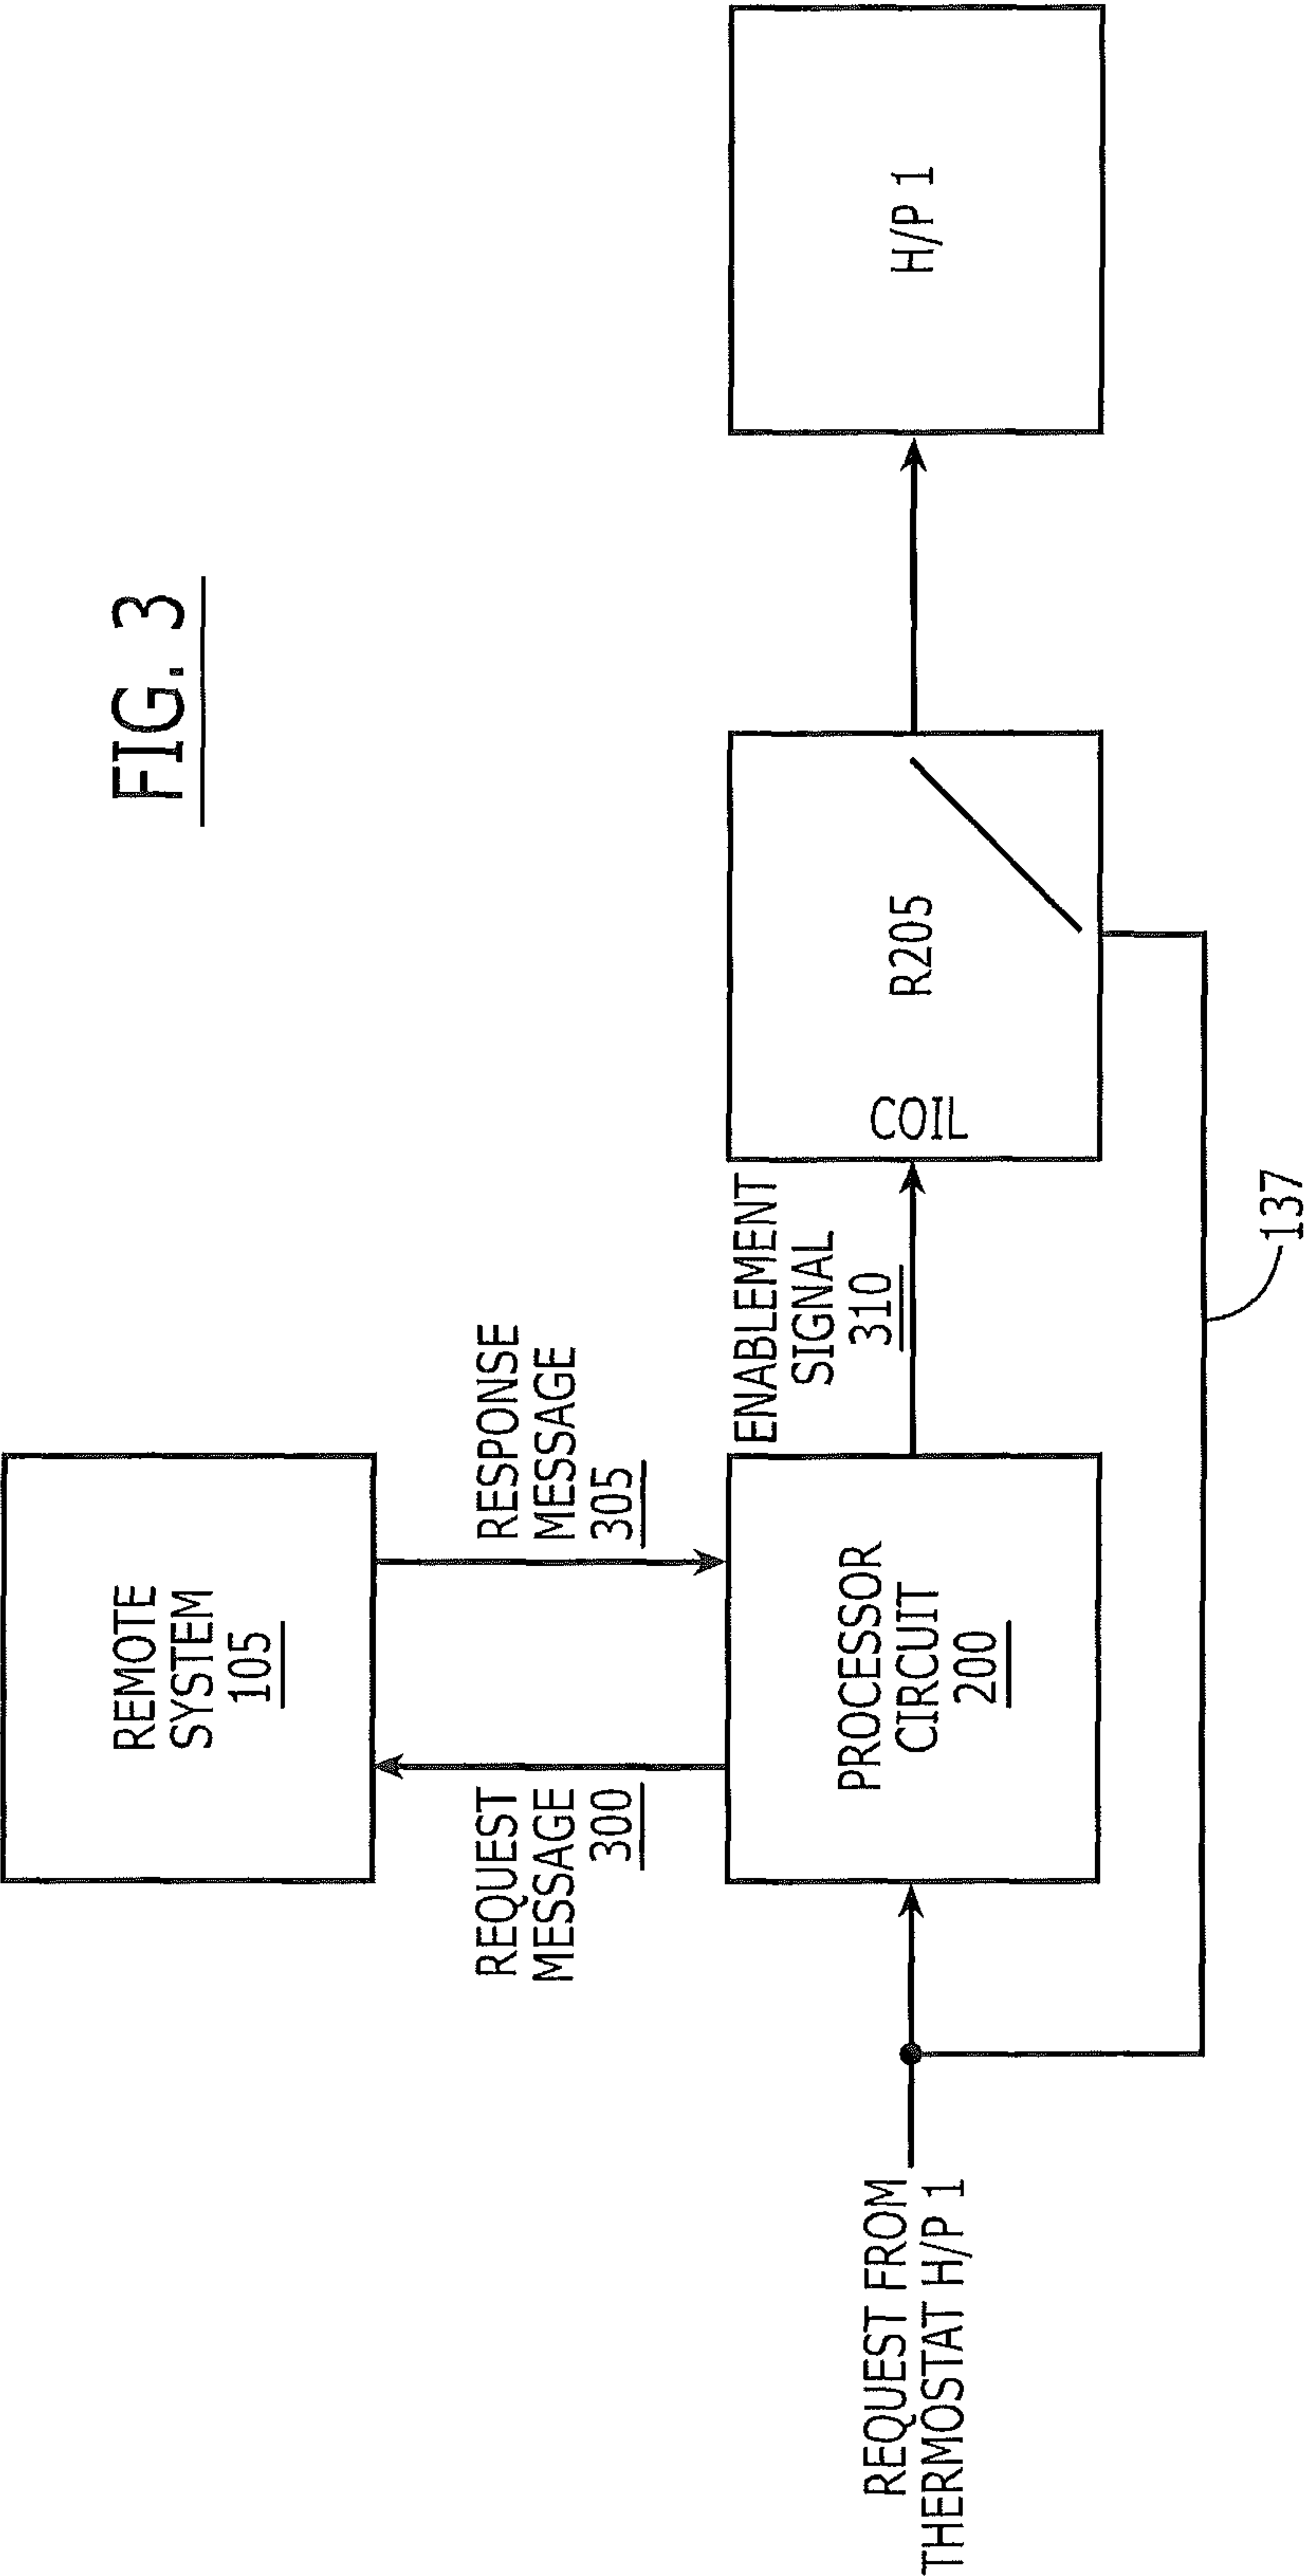 FIG. 3
REMOTE
SYSTEM
105
REQUEST
MESSAGE
300
RESPONSE
MESSAGE
305
REQUEST FROM
THERMOSTAT H/P 1
PROCESSOR
CIRCUIT
200
ENABLEMENT
SIGNAL
310
COIL
R205
H/P 1
137